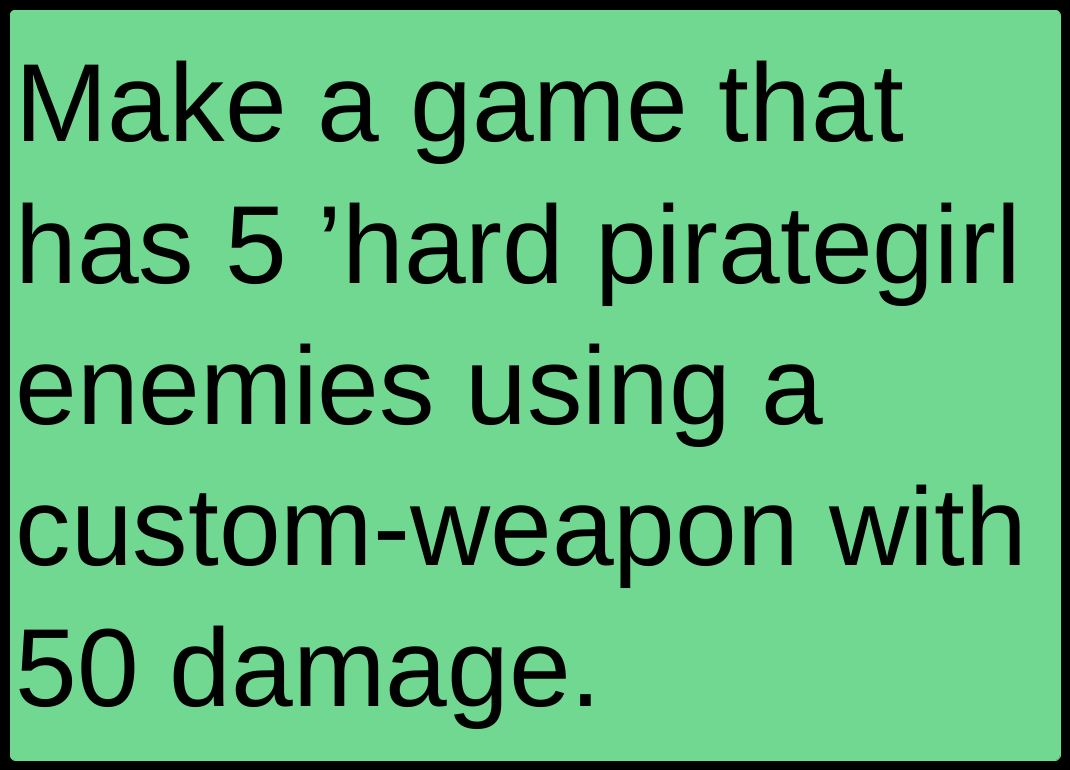 Make a game that
has 5 ’hard pirategirl
enemies using a
custom-weapon with
50 damage.